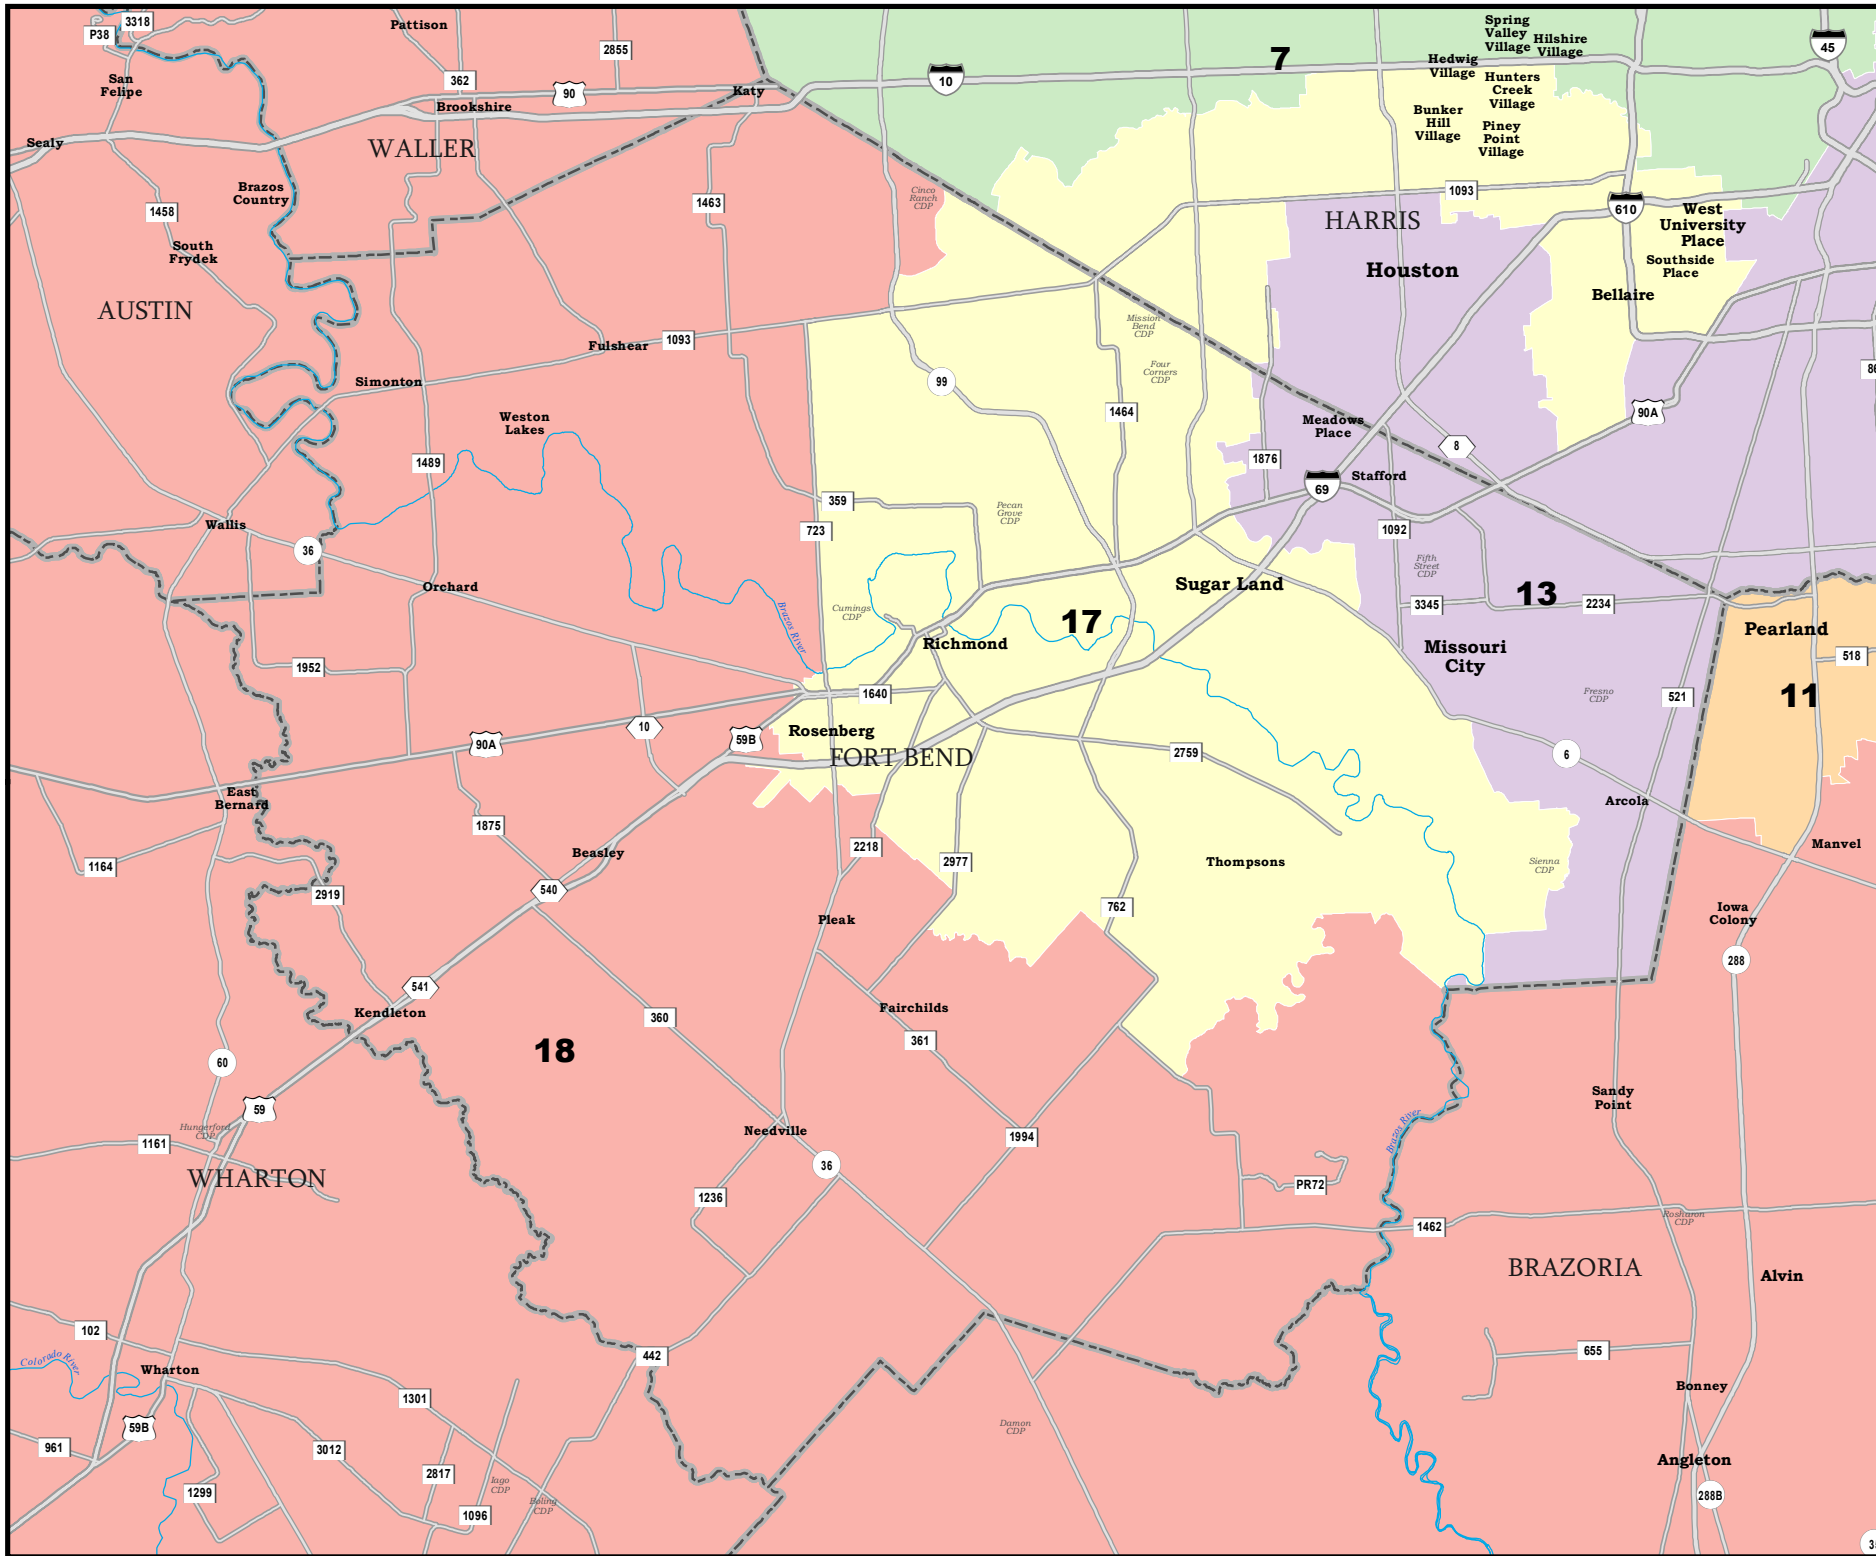 3318
P38
Pattison
2855
7
Spring
Valley
Village
Hilshire
Village
45
San
Felipe
362
90
Katy
10
Hedwig
Village
Hunters
Creek
Village
Brookshire
Bunker
Hill
Village
Piney
Point
Village
Sealy
WALLER
Brazos
Country
1458
1463
Cinco
Ranch
CDP
1093
610
West
University
Place
HARRIS
South
Frydek
Houston
Southside
Place
Bellaire
AUSTIN
Mission
Bend
CDP
Fulshear
1093
Four
Corners
CDP
Simonton
99
86
Weston
Lakes
1464
Meadows
Place
90A
8
1489
1876
Stafford
69
359
Pecan
Grove
CDP
Wallis
723
1092
36
Fifth
Street
CDP
Orchard
Sugar Land
13
Cumings
CDP
Brazos River
17
3345
2234
Pearland
Richmond
Missouri
City
518
1952
1640
Fresno
CDP
521
11
10
59B
Rosenberg
90A
FORT BEND
2759
6
East
Bernard
Arcola
1875
2218
Manvel
1164
Beasley
2977
Thompsons
Sienna
CDP
540
2919
762
Pleak
Iowa
Colony
288
541
Kendleton
Fairchilds
360
361
18
60
59
Sandy
Point
Hungerford
CDP
1161
Needville
1994
Brazos River
WHARTON
36
1236
PR72
1462
Rosharon
CDP
BRAZORIA
Alvin
102
Colorado River
442
655
Wharton
Bonney
1301
59B
Damon
CDP
961
3012
Angleton
2817
Iago
CDP
1299
Boling
CDP
288B
1096
3